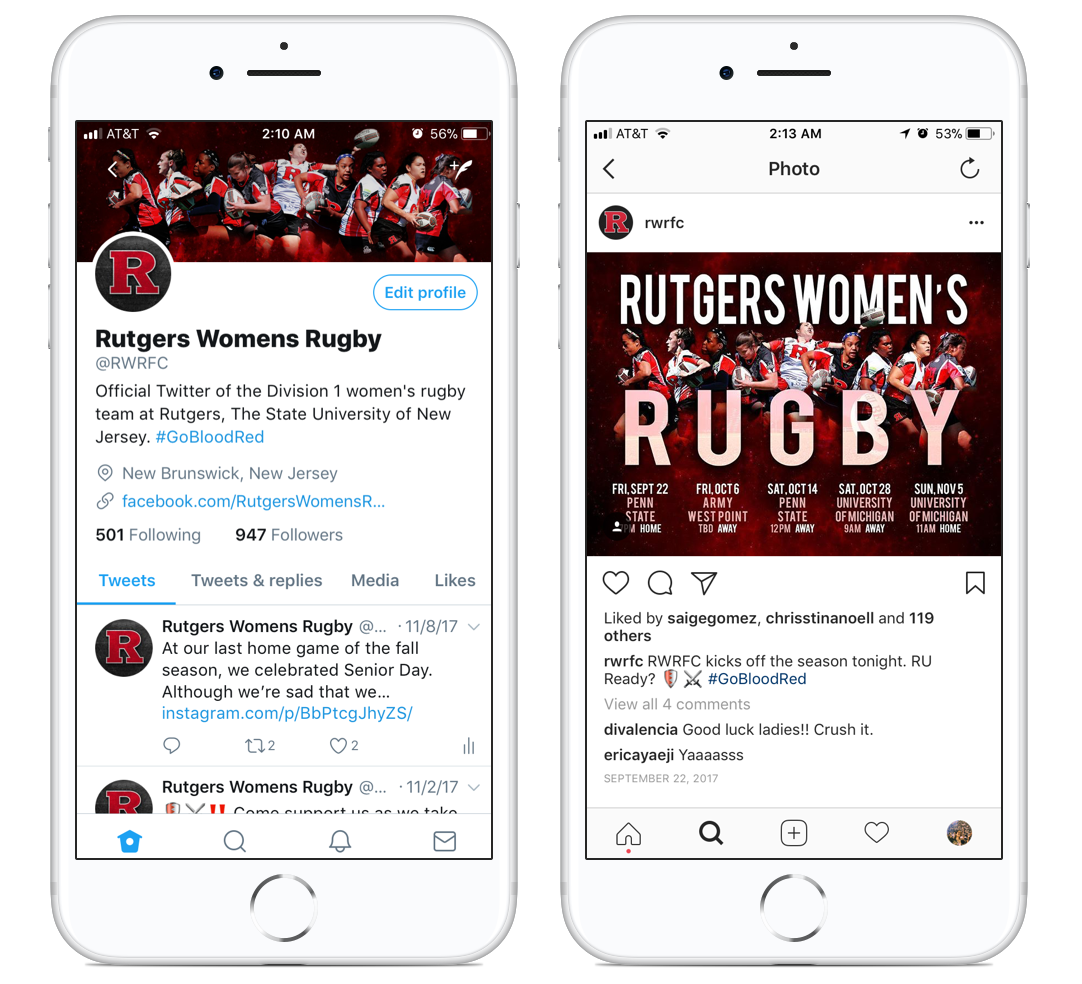 AT&T 2:10 AM 56%
R
Edit profile
Rutgers Womens Rugby
@RWRFC
Official Twitter of the Division 1 women's rugby
team at Rutgers, The State University of New
Jersey. #GoBloodRed
New Brunswick, New Jersey
facebook.com/RutgersWomensR...
501 Following 947 Followers
Tweets Tweets & replies Media Likes
R
Rutgers Womens Rugby @... · 11/8/17
At our last home game of the fall
season, we celebrated Senior Day.
Although we're sad that we...
instagram.com/p/BbPtcgJhyZS/
2 2
R
Rutgers Womens Rugby @... · 11/2/17
🛡⚔‼ Come support us as we take
AT&T 2:13 AM 53%
Photo
R rwrfc
RUTGERS WOMEN'S
RUGBY
FRI, SEPT 22
PENN
STATE
PM HOME
FRI, OCT 6
ARMY
WEST POINT
TBD AWAY
SAT, OCT 14
PENN
STATE
12PM AWAY
SAT, OCT 28
UNIVERSITY
OF MICHIGAN
9AM AWAY
SUN, NOV 5
UNIVERSITY
OF MICHIGAN
11AM HOME
Liked by saigegomez, chrisstinanoell and 119
others
rwrfc RWRFC kicks off the season tonight. RU
Ready? 🛡⚔ #GoBloodRed
View all 4 comments
divalencia Good luck ladies!! Crush it.
ericayaeji Yaaaasss
SEPTEMBER 22, 2017